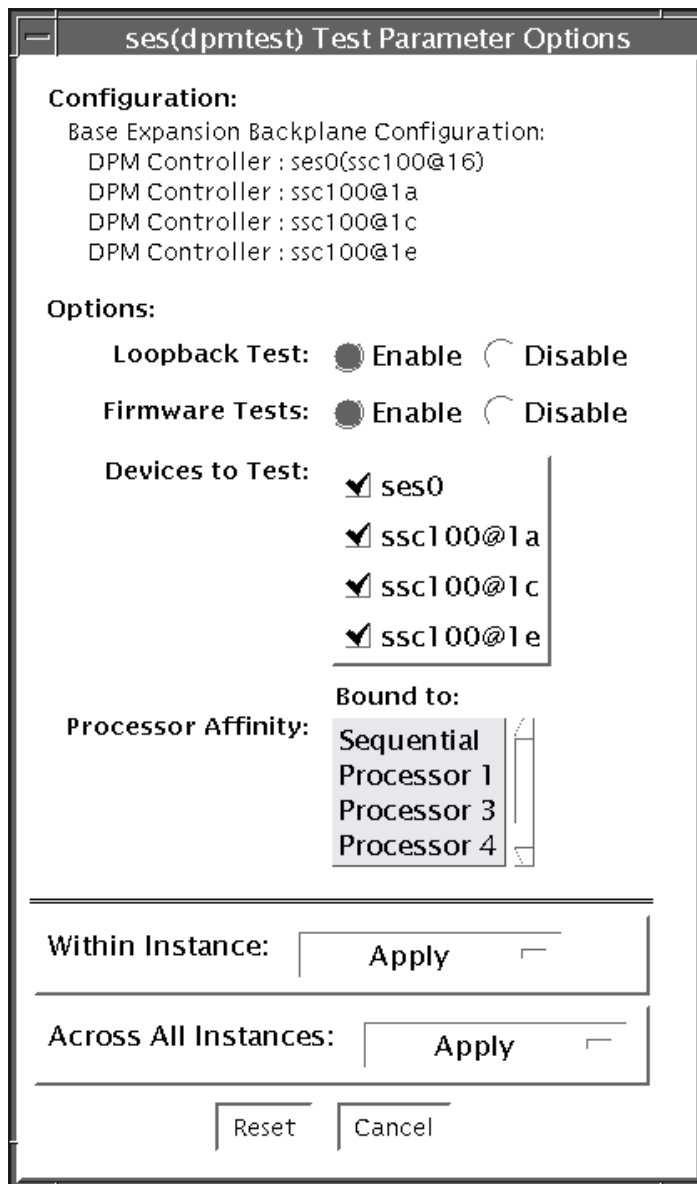 ses(dpmtest) Test Parameter Options
Configuration:
Base Expansion Backplane Configuration:
DPM Controller : ses0(ssc100@16)
DPM Controller : ssc100@1a
DPM Controller : ssc100@1c
DPM Controller : ssc100@1e
Options:
Loopback Test: Enable Disable
Firmware Tests: Enable Disable
Devices to Test: ses0
ssc100@1a
ssc100@1c
ssc100@1e
Bound to:
Processor Affinity: Sequential
Processor 1
Processor 3
Processor 4
Within Instance: Apply
Across All Instances: Apply
Reset Cancel